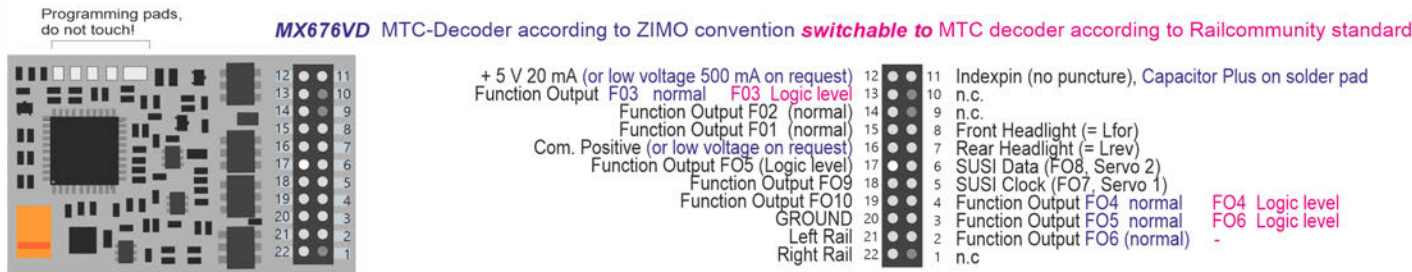 Programming pads,
do not touch!
MX676VD MTC-Decoder according to ZIMO convention switchable to MTC decoder according to Railcommunity standard
12 11
13 10
14 9
15 8
16 7
17 6
18 5
19 4
20 3
21 2
22 1
+ 5 V 20 mA (or low voltage 500 mA on request) 12 11 Indexpin (no puncture), Capacitor Plus on solder pad
Function Output F03 normal F03 Logic level 13 10 n.c.
Function Output F02 (normal) 14 9 n.c.
Function Output F01 (normal) 15 8 Front Headlight (= Lfor)
Com. Positive (or low voltage on request) 16 7 Rear Headlight (= Lrev)
Function Output FO5 (Logic level) 17 6 SUSI Data (FO8, Servo 2)
Function Output FO9 18 5 SUSI Clock (FO7, Servo 1)
Function Output FO10 19 4 Function Output FO4 normal FO4 Logic level
GROUND 20 3 Function Output FO5 normal FO6 Logic level
Left Rail 21 2 Function Output FO6 (normal) -
Right Rail 22 1 n.c